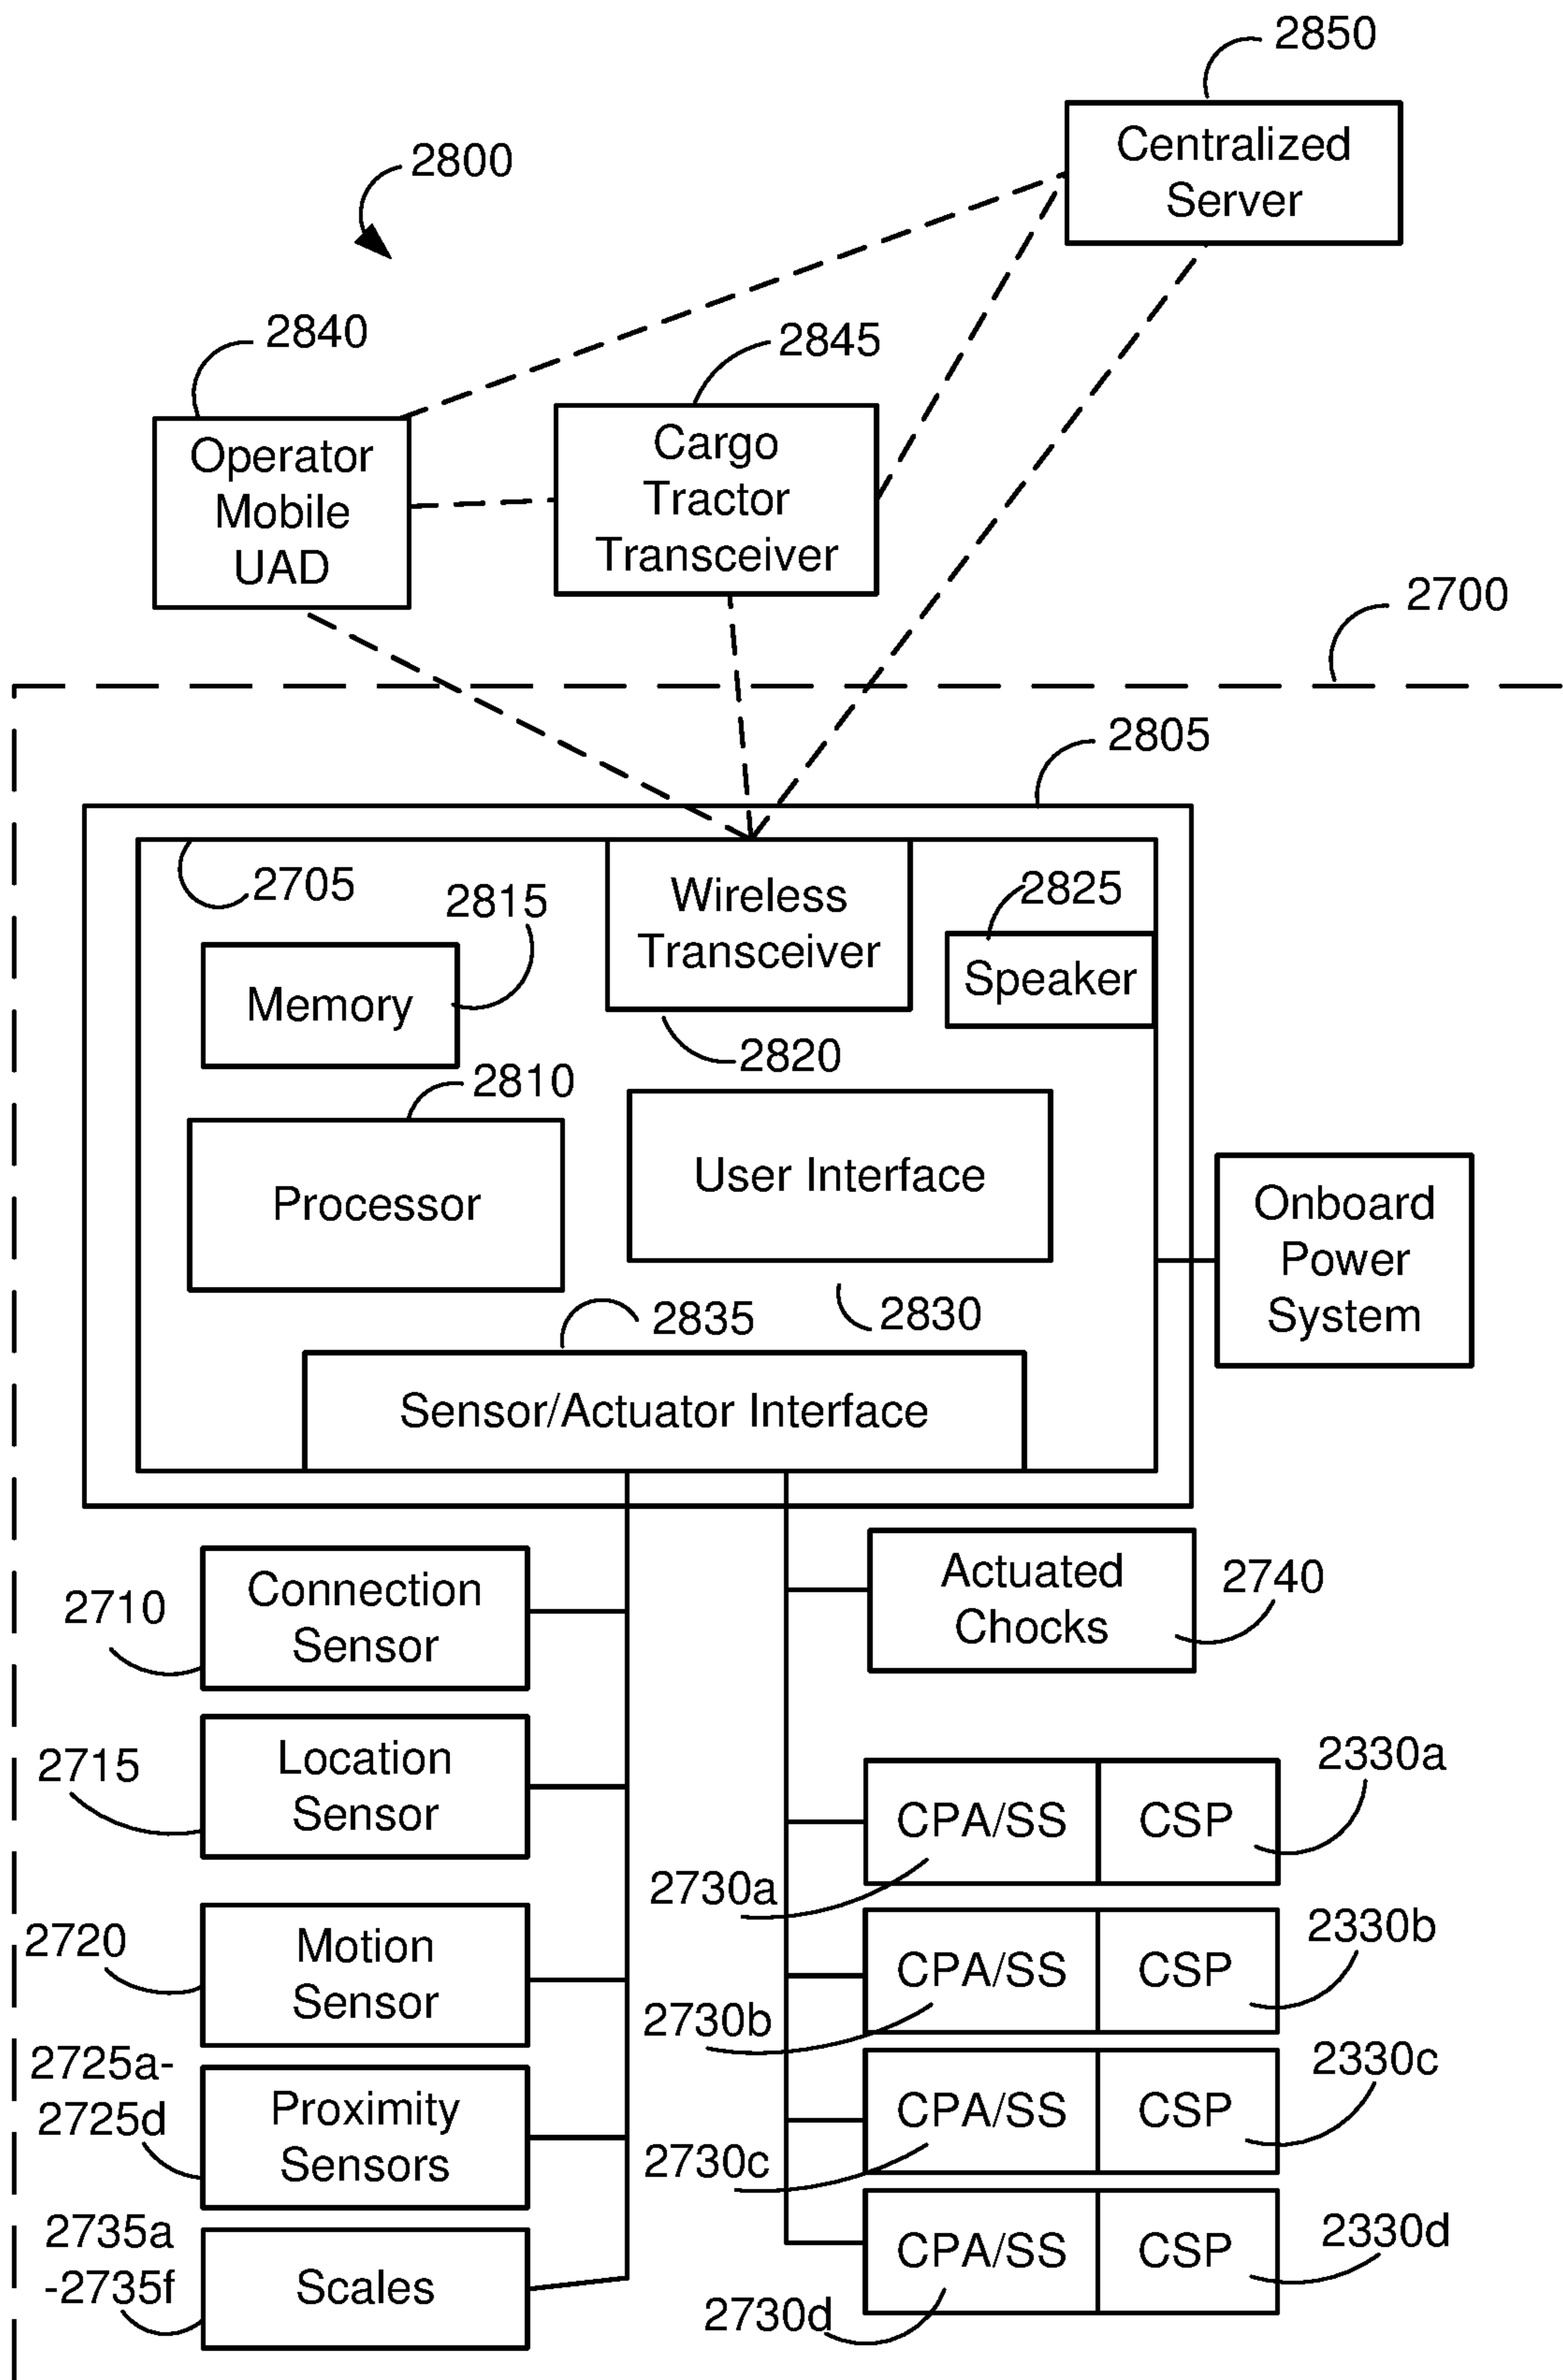 2850
Centralized
Server
2800
2840
2845
Operator
Mobile
UAD
Cargo
Tractor
Transceiver
2700
2805
2705
2815
Wireless
Transceiver
2825
Speaker
Memory
2820
2810
Processor
User Interface
Onboard
Power
System
2835
2830
Sensor/Actuator Interface
2710
Connection
Sensor
Actuated
Chocks
2740
2715
Location
Sensor
2330a
CPA/SS
CSP
2730a
2720
Motion
Sensor
2330b
CPA/SS
CSP
2730b
2725a-
2725d
Proximity
Sensors
2330c
CPA/SS
CSP
2730c
2735a
-2735f
Scales
2330d
CPA/SS
CSP
2730d